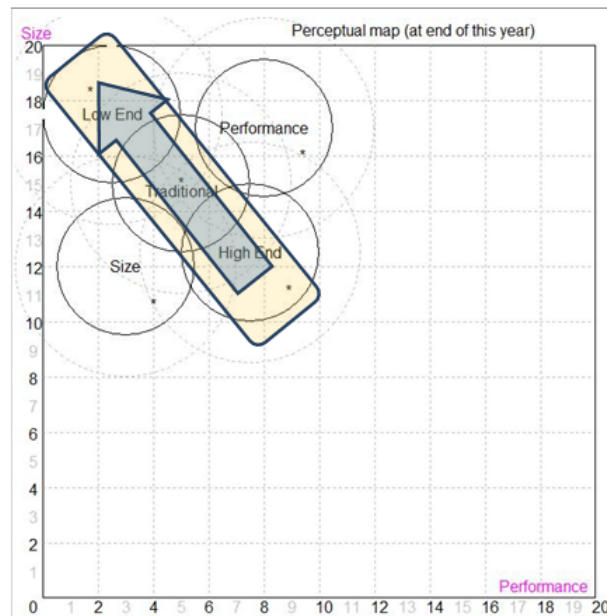 Perceptual map (at end of this year)
Size
20
19
18
17
16
15
14
13
12
11
10
9
8
7
6
5
4
3
2
1
Low End
Performance
Traditional
High End
Size
Performance
0 1 2 3 4 5 6 7 8 9 10 11 12 13 14 15 16 17 18 19 20